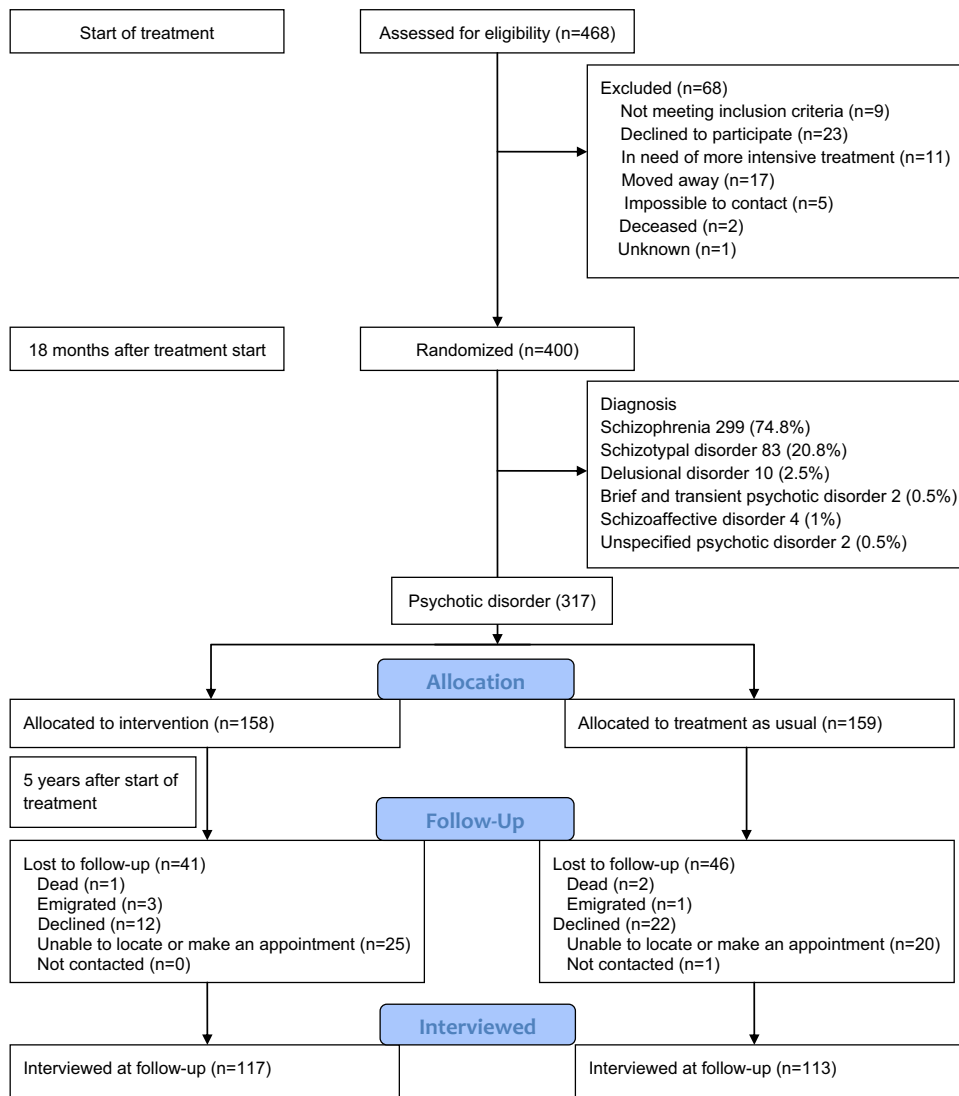 Start of treatment
Assessed for eligibility (n=468)
Excluded (n=68)
Not meeting inclusion criteria (n=9)
Declined to participate (n=23)
In need of more intensive treatment (n=11)
Moved away (n=17)
Impossible to contact (n=5)
Deceased (n=2)
Unknown (n=1)
18 months after treatment start
Randomized (n=400)
Diagnosis
Schizophrenia 299 (74.8%)
Schizotypal disorder 83 (20.8%)
Delusional disorder 10 (2.5%)
Brief and transient psychotic disorder 2 (0.5%)
Schizoaffective disorder 4 (1%)
Unspecified psychotic disorder 2 (0.5%)
Psychotic disorder (317)
Allocation
Allocated to intervention (n=158)
Allocated to treatment as usual (n=159)
5 years after start of
treatment
Follow-Up
Lost to follow-up (n=41)
Dead (n=1)
Emigrated (n=3)
Declined (n=12)
Unable to locate or make an appointment (n=25)
Not contacted (n=0)
Lost to follow-up (n=46)
Dead (n=2)
Emigrated (n=1)
Declined (n=22)
Unable to locate or make an appointment (n=20)
Not contacted (n=1)
Interviewed
Interviewed at follow-up (n=117)
Interviewed at follow-up (n=113)